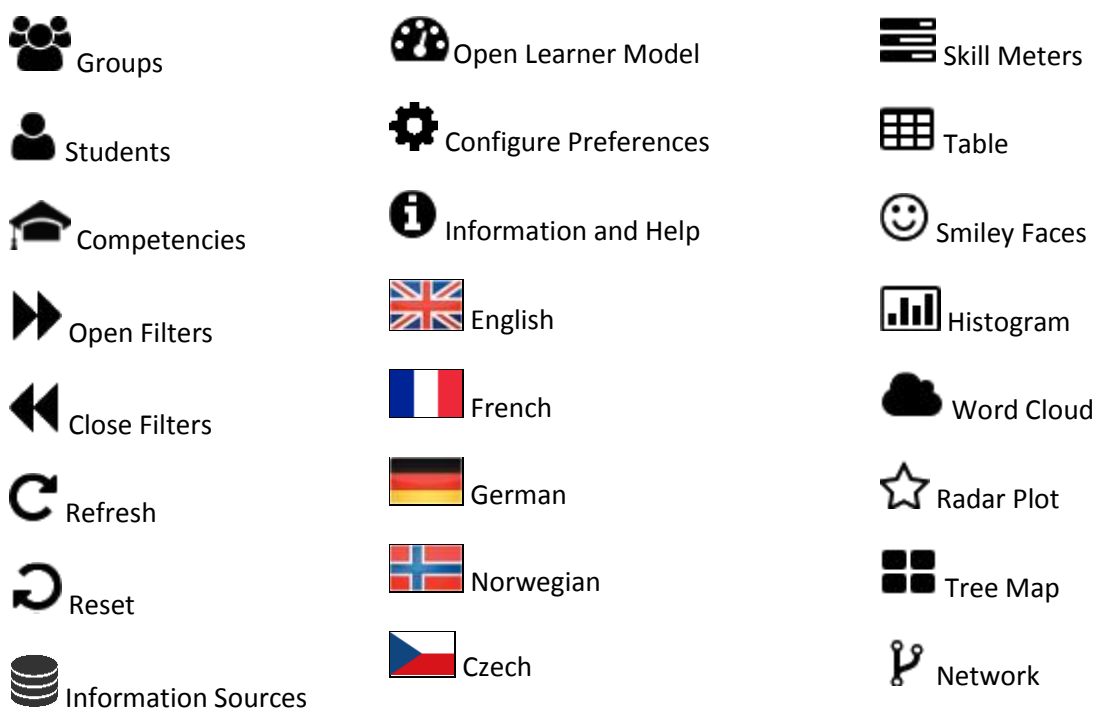 Groups
Students
Competencies
Open Filters
Close Filters
Refresh
Reset
Information Sources
Open Learner Model
Configure Preferences
Information and Help
English
French
German
Norwegian
Czech
Skill Meters
Table
Smiley Faces
Histogram
Word Cloud
Radar Plot
Tree Map
Network